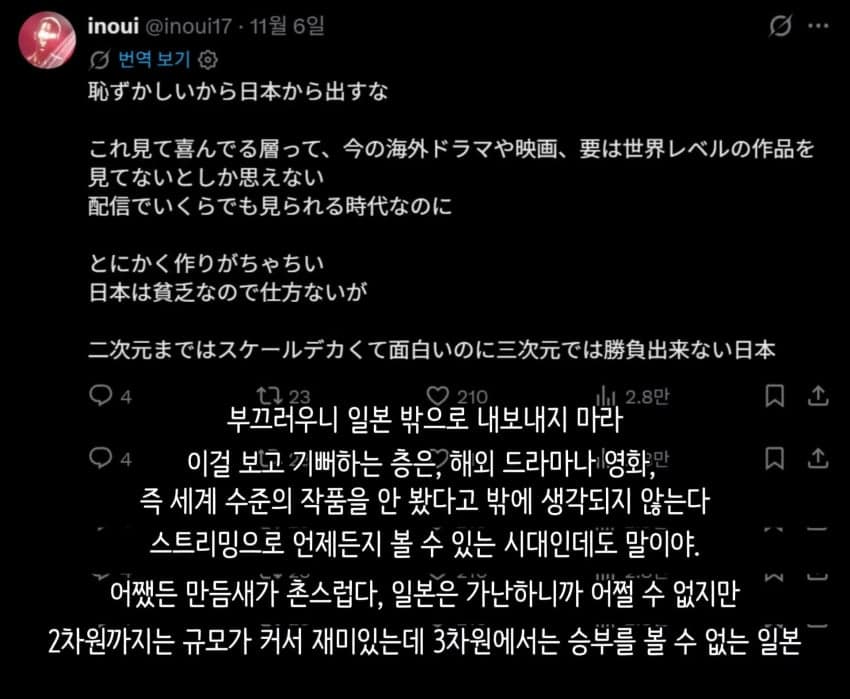 inoui @inoui17 · 11월 6일
번역 보기
恥ずかしいから日本から出すな
これ見て喜んでる層って、今の海外ドラマや映画、要は世界レベルの作品を
見てないとしか思えない
配信でいくらでも見られる時代なのに
とにかく作りがちゃちい
日本は貧乏なので仕方ないが
二次元まではスケールデカくて面白いのに三次元では勝負出来ない日本
4 23 210 2.8만
부끄러우니 일본 밖으로 내보내지 마라
4
이걸 보고 기뻐하는 층은, 해외 드라마나 영화,
즉 세계 수준의 작품을 안 봤다고 밖에 생각되지 않는다
스트리밍으로 언제든지 볼 수 있는 시대인데도 말이야.
어쨌든 만듬새가 촌스럽다, 일본은 가난하니까 어쩔 수 없지만
2차원까지는 규모가 커서 재미있는데 3차원에서는 승부를 볼 수 없는 일본